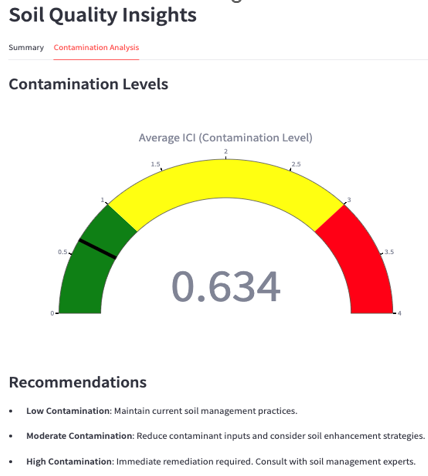 Soil Quality Insights
Summary Contamination Analysis
Contamination Levels
Average ICI (Contamination Level)
2
1.5 2.5
1 3
0.5 3.5
0 4
0.634
Recommendations
• Low Contamination: Maintain current soil management practices.
• Moderate Contamination: Reduce contaminant inputs and consider soil enhancement strategies.
• High Contamination: Immediate remediation required. Consult with soil management experts.